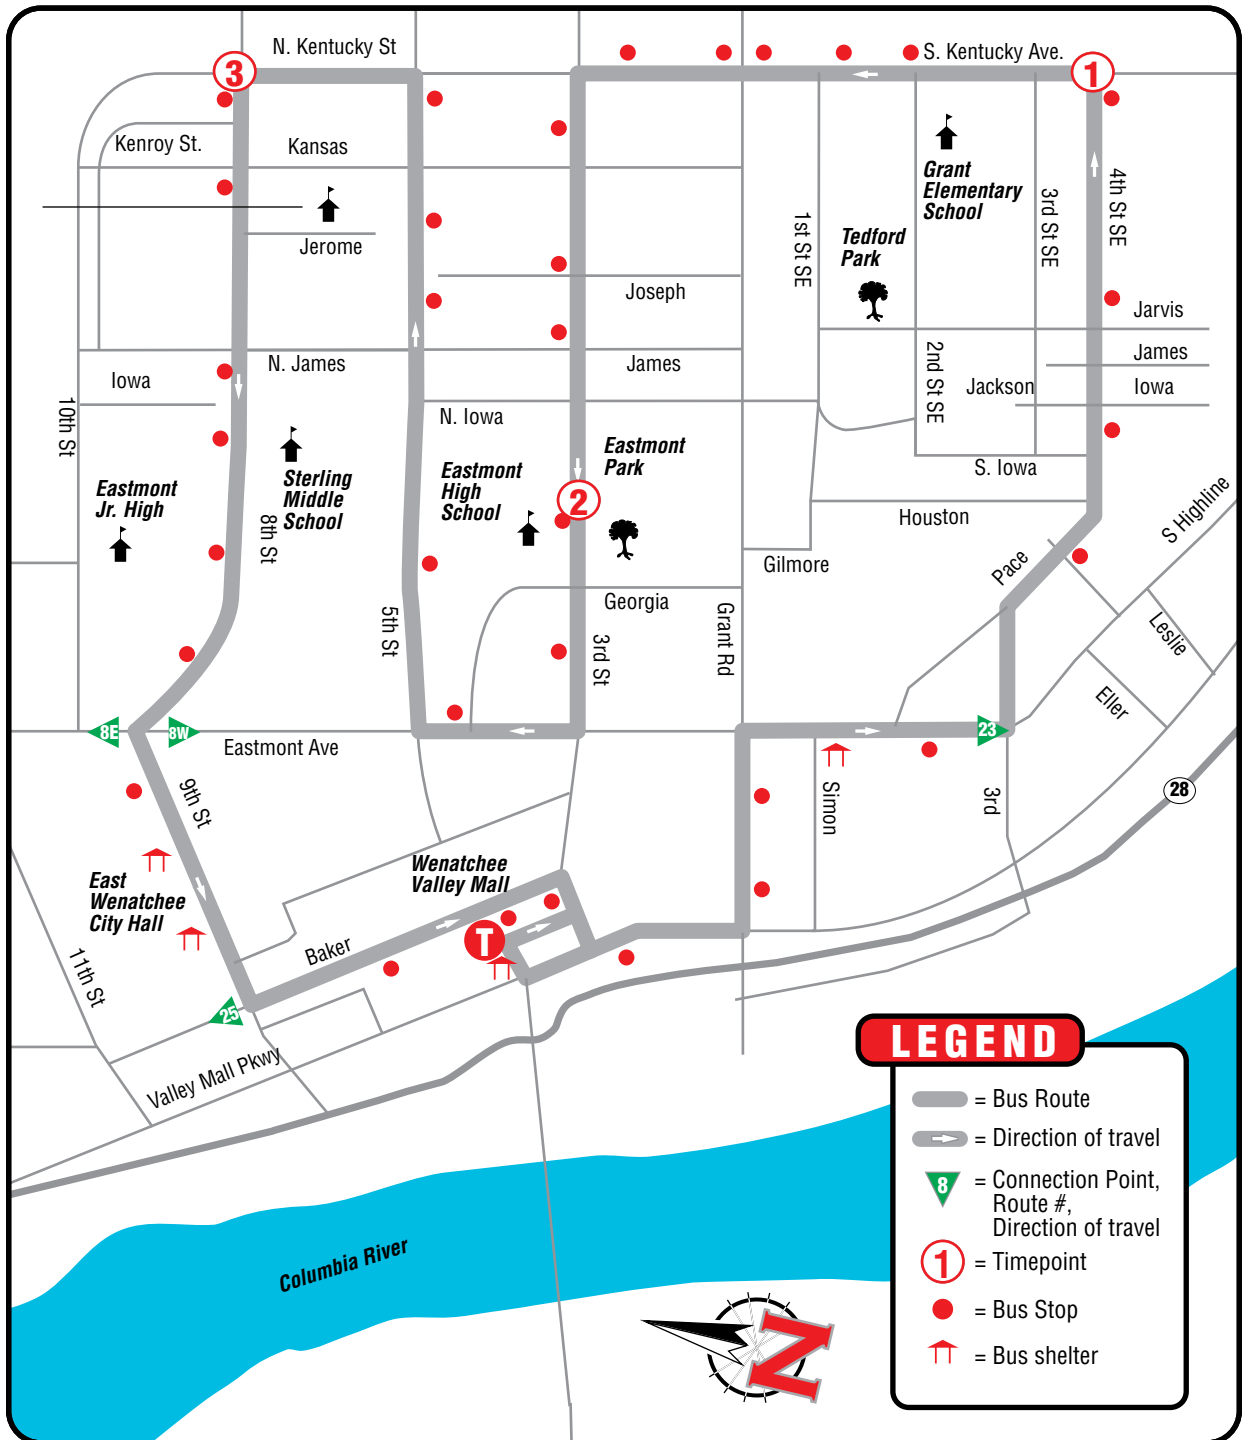 N. Kentucky St
S. Kentucky Ave.
3
1
Kenroy St.
Kansas
Jerome
Grant
Elementary
School
Tedford
Park
1st St SE
3rd St SE
4th St SE
Joseph
Jarvis
James
Iowa
N. James
James
2nd St SE
Jackson
Iowa
10th St
N. Iowa
S. Iowa
Eastmont
Jr. High
Sterling
Middle
School
8th St
Eastmont
High
School
2
Eastmont
Park
Houston
S Highline
Gilmore
Pace
Georgia
5th St
3rd St
Grant Rd
Leslie
Eller
8E
8W
23
Eastmont Ave
9th St
Simon
3rd
28
East
Wenatchee
City Hall
Wenatchee
Valley Mall
T
Baker
11th St
25
Valley Mall Pkwy
Columbia River
N
LEGEND
= Bus Route
= Direction of travel
8
= Connection Point,
Route #,
Direction of travel
1
= Timepoint
= Bus Stop
= Bus shelter